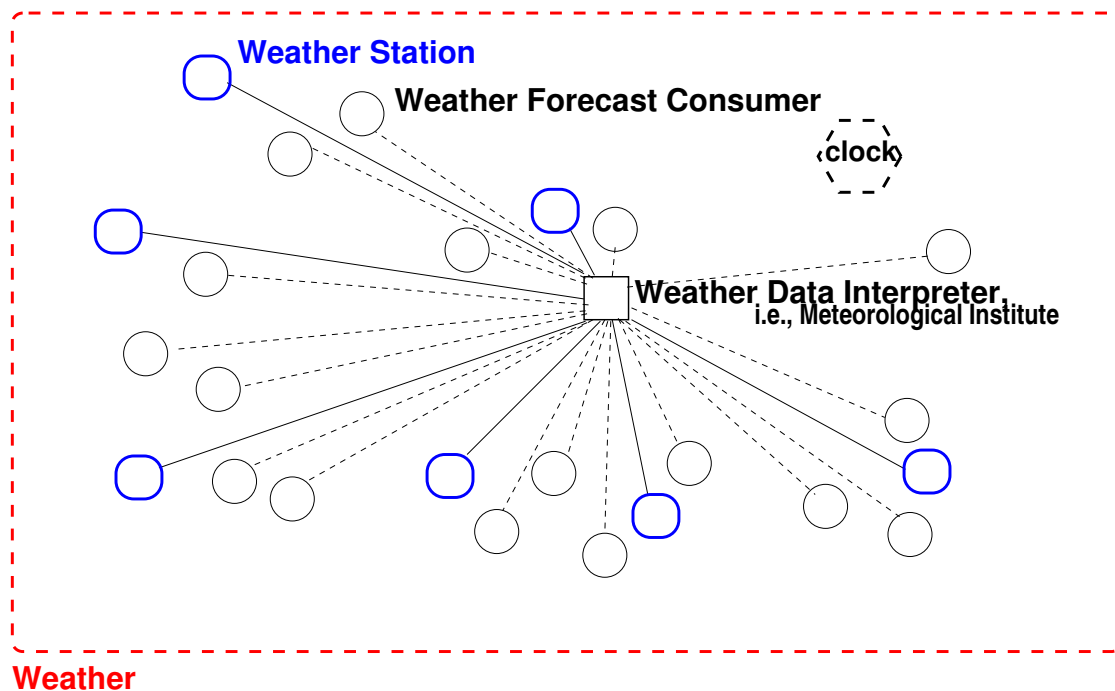 Weather Station
Weather Forecast Consumer
clock
Weather Data Interpreter,
i.e., Meteorological Institute
Weather